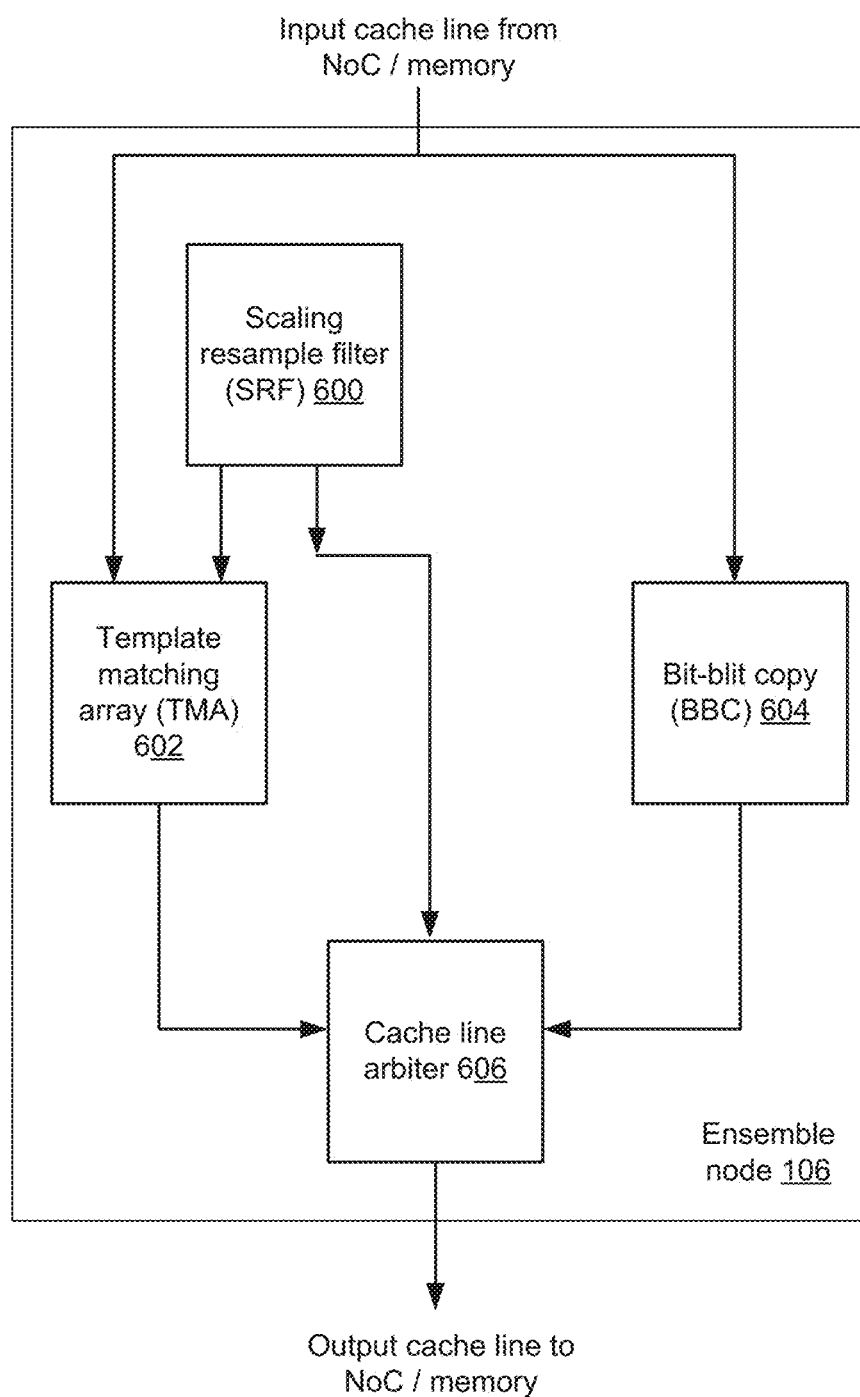 Input cache line from
NoC / memory
Scaling
resample filter
(SRF) 600
Template
matching
array (TMA)
602
Bit-blit copy
(BBC) 604
Cache line
arbiter 606
Ensemble
node 106
Output cache line to
NoC / memory